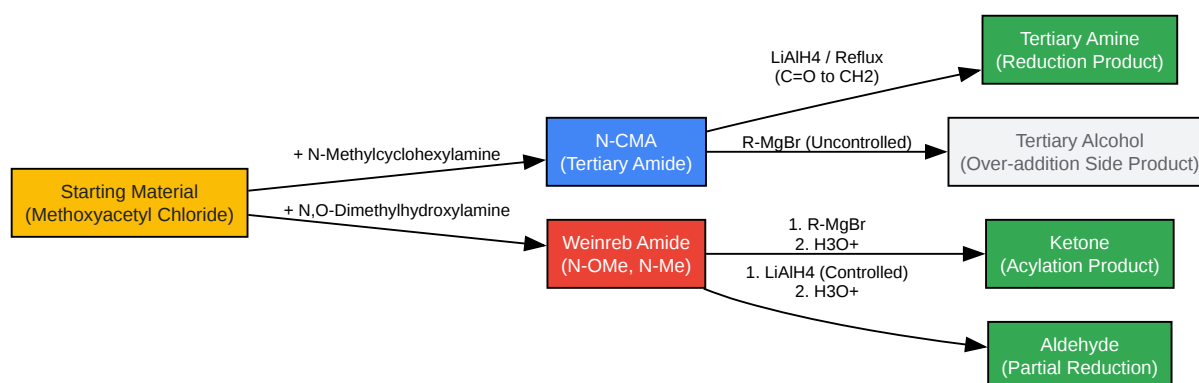 Tertiary Amine
(Reduction Product)
LiAlH4 / Reflux
(C=O to CH2)
N-CMA
(Tertiary Amide)
R-MgBr (Uncontrolled)
Tertiary Alcohol
(Over-addition Side Product)
+ N-Methylcyclohexylamine
Starting Material
(Methoxyacetyl Chloride)
+ N,O-Dimethylhydroxylamine
Weinreb Amide
(N-OMe, N-Me)
1. R-MgBr
2. H3O+
Ketone
(Acylation Product)
1. LiAlH4 (Controlled)
2. H3O+
Aldehyde
(Partial Reduction)